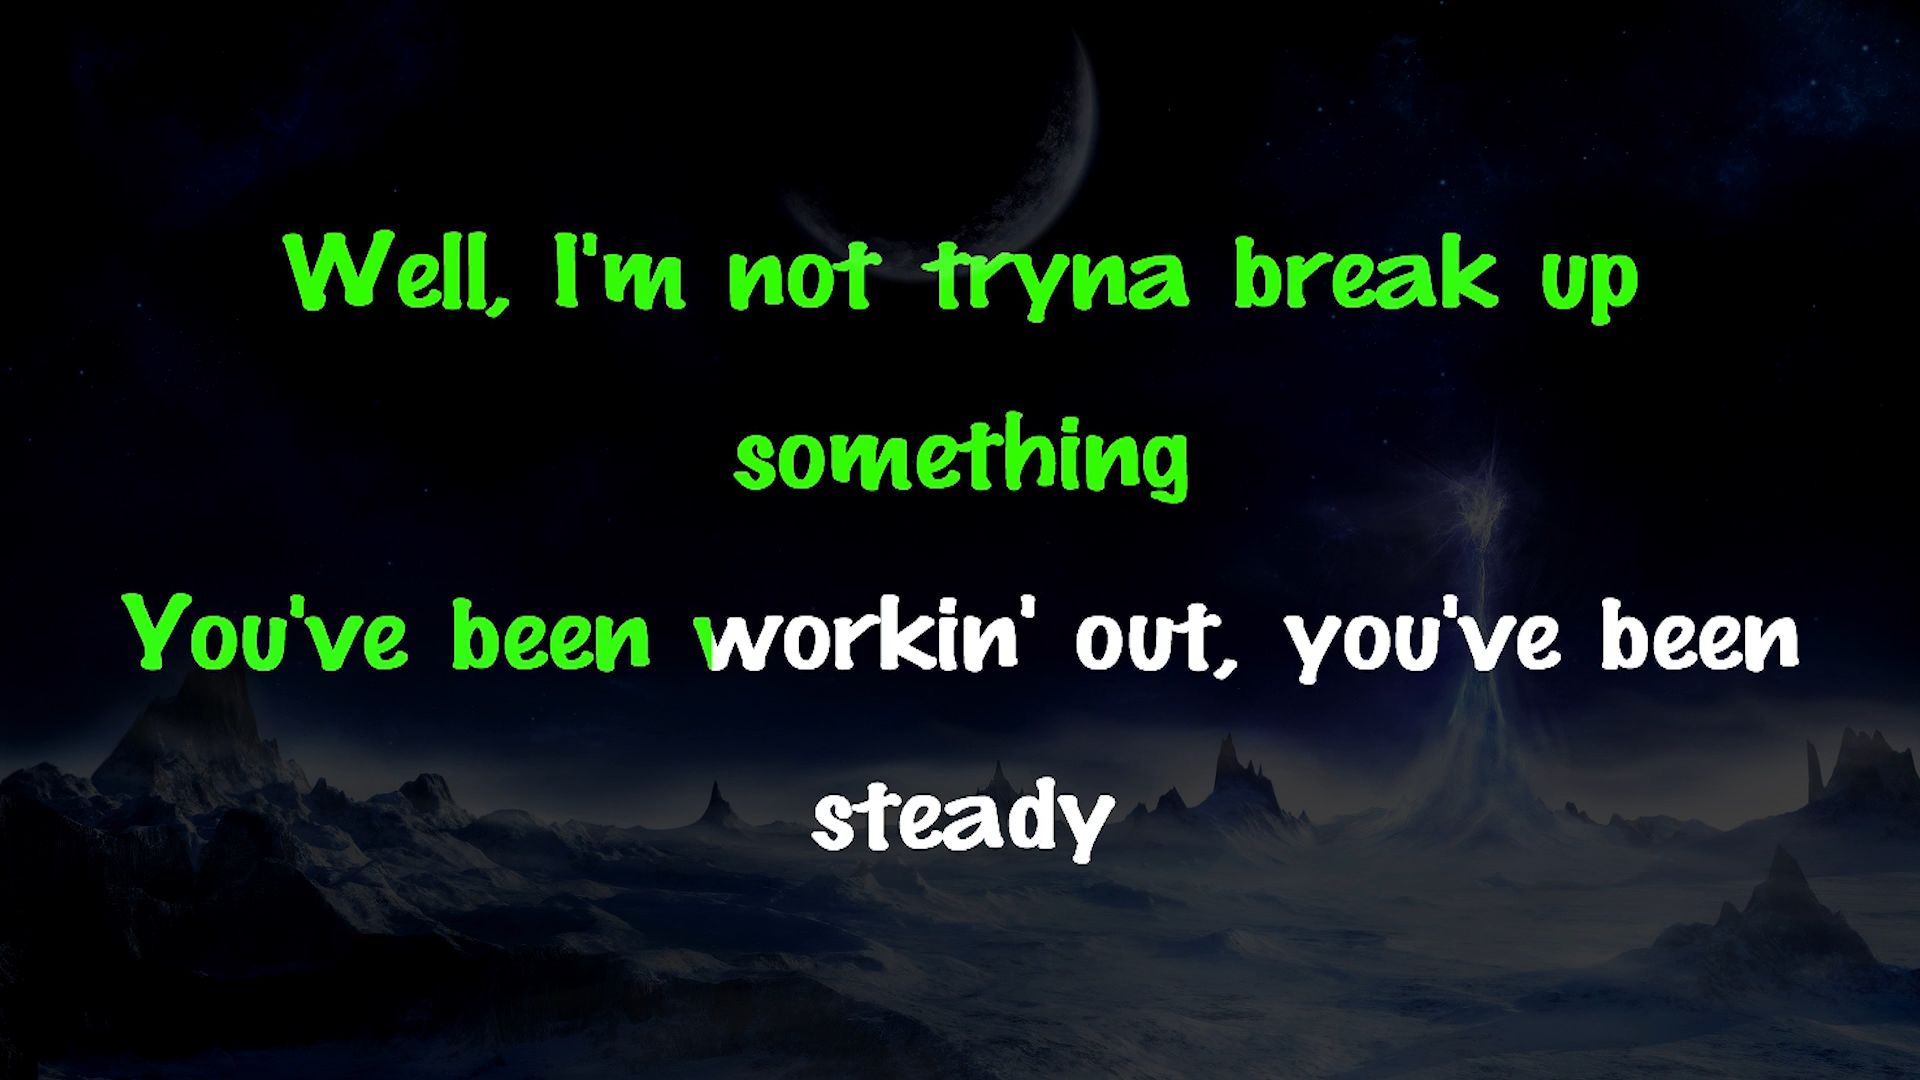 Well, I'm not tryna break up
something
You've been workin' out, you've been
steady